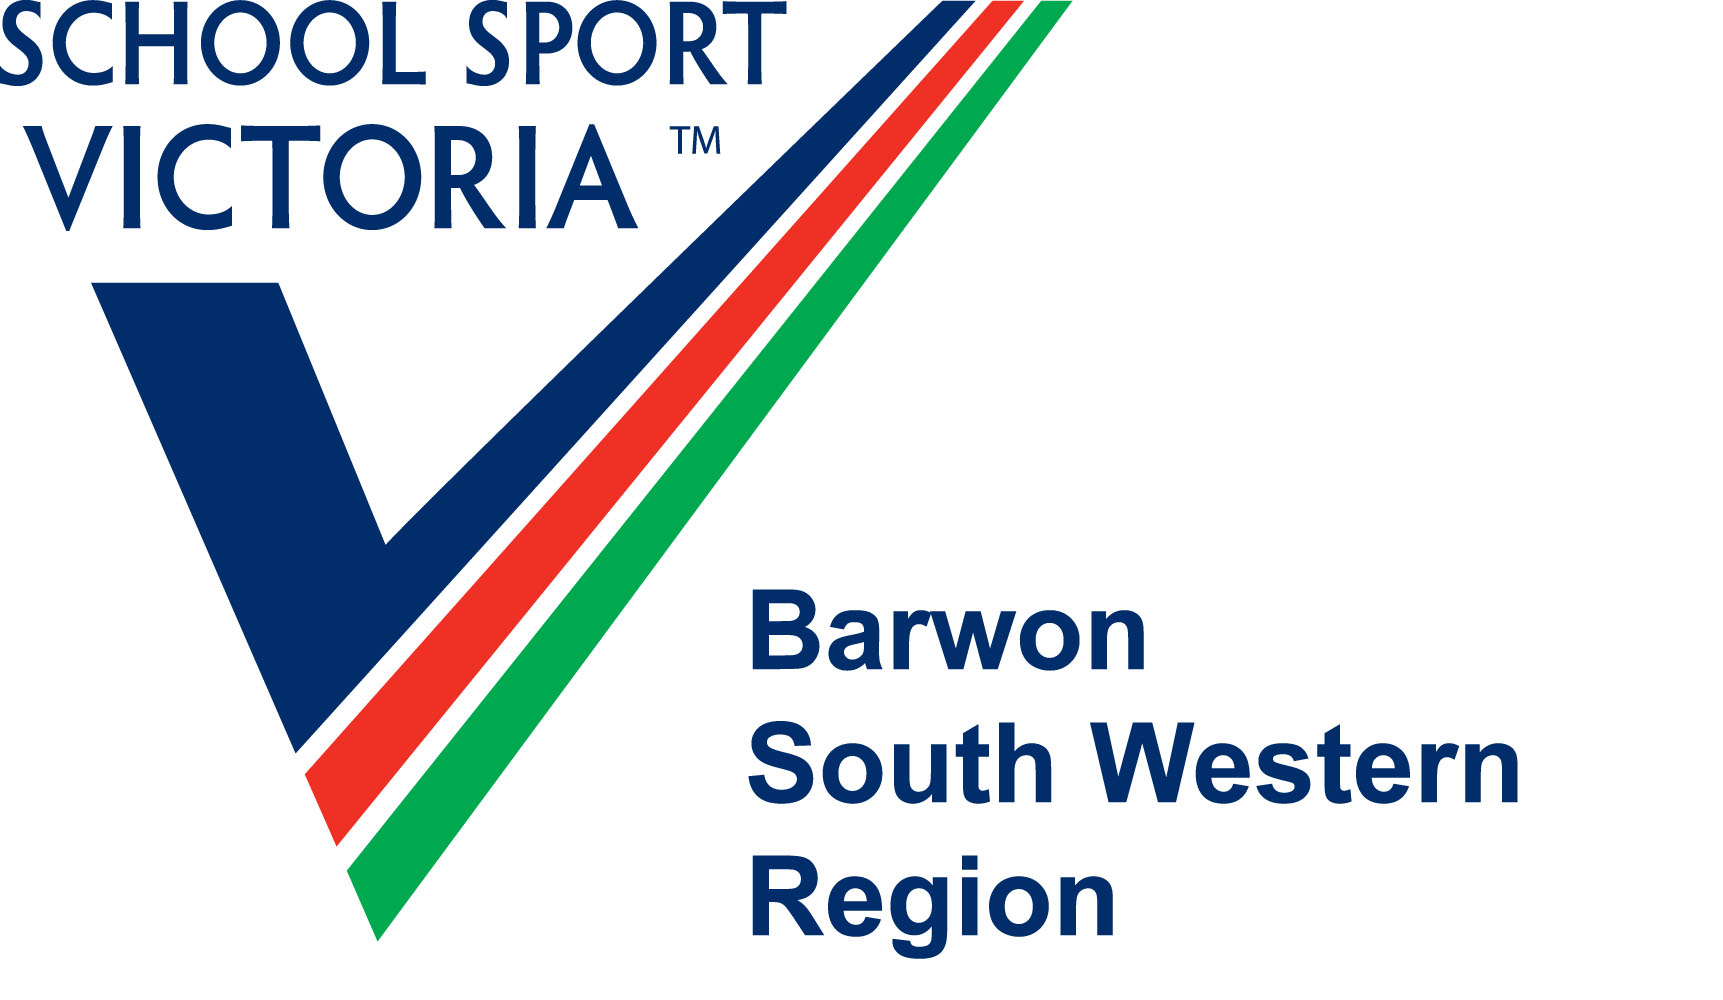 SCHOOL SPORT
VICTORIA ™
Barwon
South Western
Region